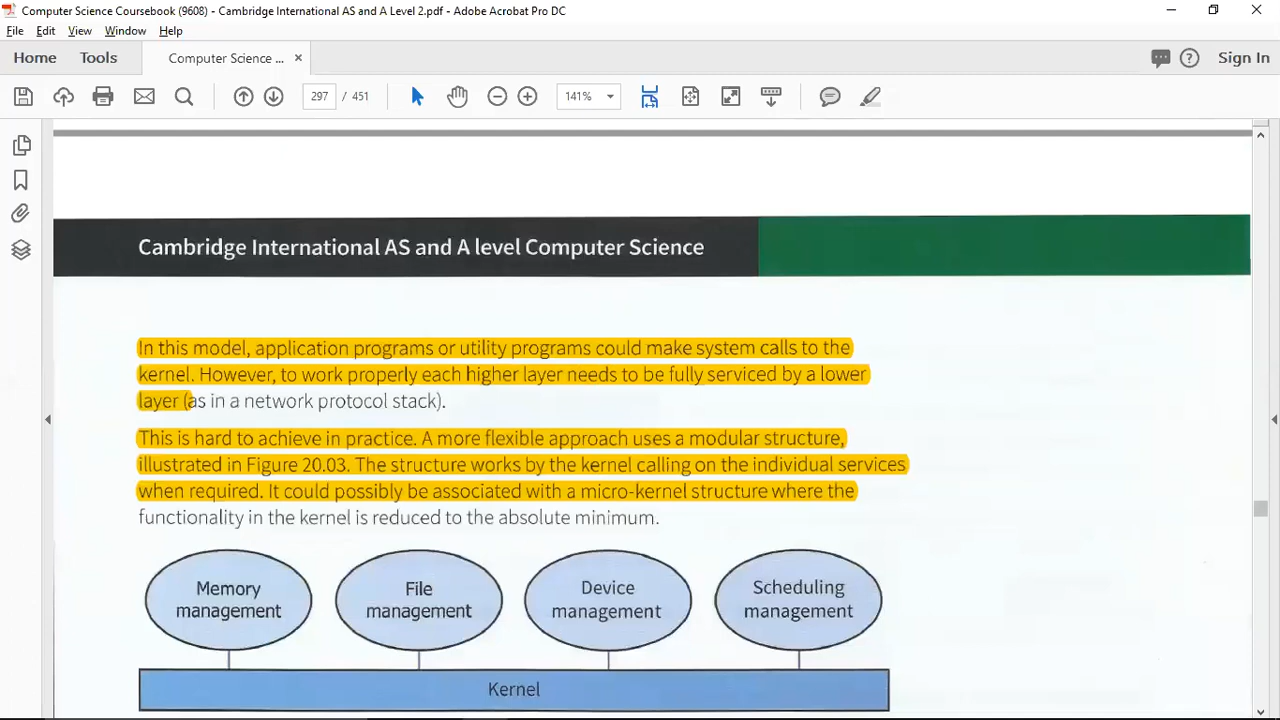 Computer Science Coursebook (9608) - Cambridge International AS and A Level 2.pdf - Adobe Acrobat Pro DC
File Edit View Window Help
Home Tools Computer Science ... × Sign In
297 / 451 141%
Cambridge International AS and A level Computer Science
In this model, application programs or utility programs could make system calls to the
kernel. However, to work properly each higher layer needs to be fully serviced by a lower
layer (as in a network protocol stack).
This is hard to achieve in practice. A more flexible approach uses a modular structure,
illustrated in Figure 20.03. The structure works by the kernel calling on the individual services
when required. It could possibly be associated with a micro-kernel structure where the
functionality in the kernel is reduced to the absolute minimum.
Memory
management
File
management
Device
management
Scheduling
management
Kernel